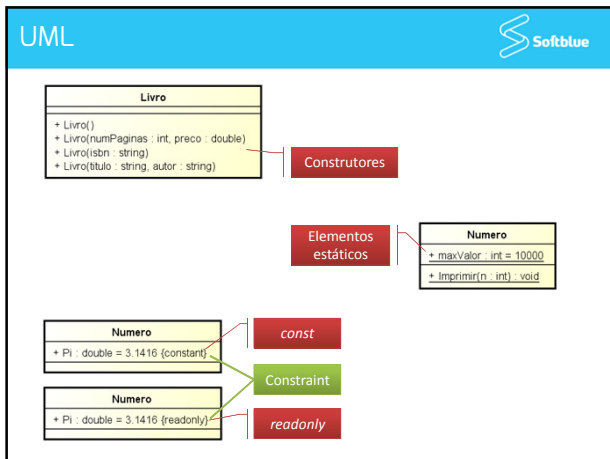 UML
Softblue
Livro
+ Livro()
+ Livro(numPaginas : int, preco : double)
+ Livro(isbn : string)
+ Livro(titulo : string, autor : string)
Construtores
Elementos
estáticos
Numero
+ maxValor : int = 10000
+ Imprimir(n : int) : void
Numero
+ Pi : double = 3.1416 {constant}
const
Constraint
Numero
+ Pi : double = 3.1416 {readonly}
readonly